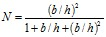 N = (b/h)² / (1 + b/h + (b/h)²)